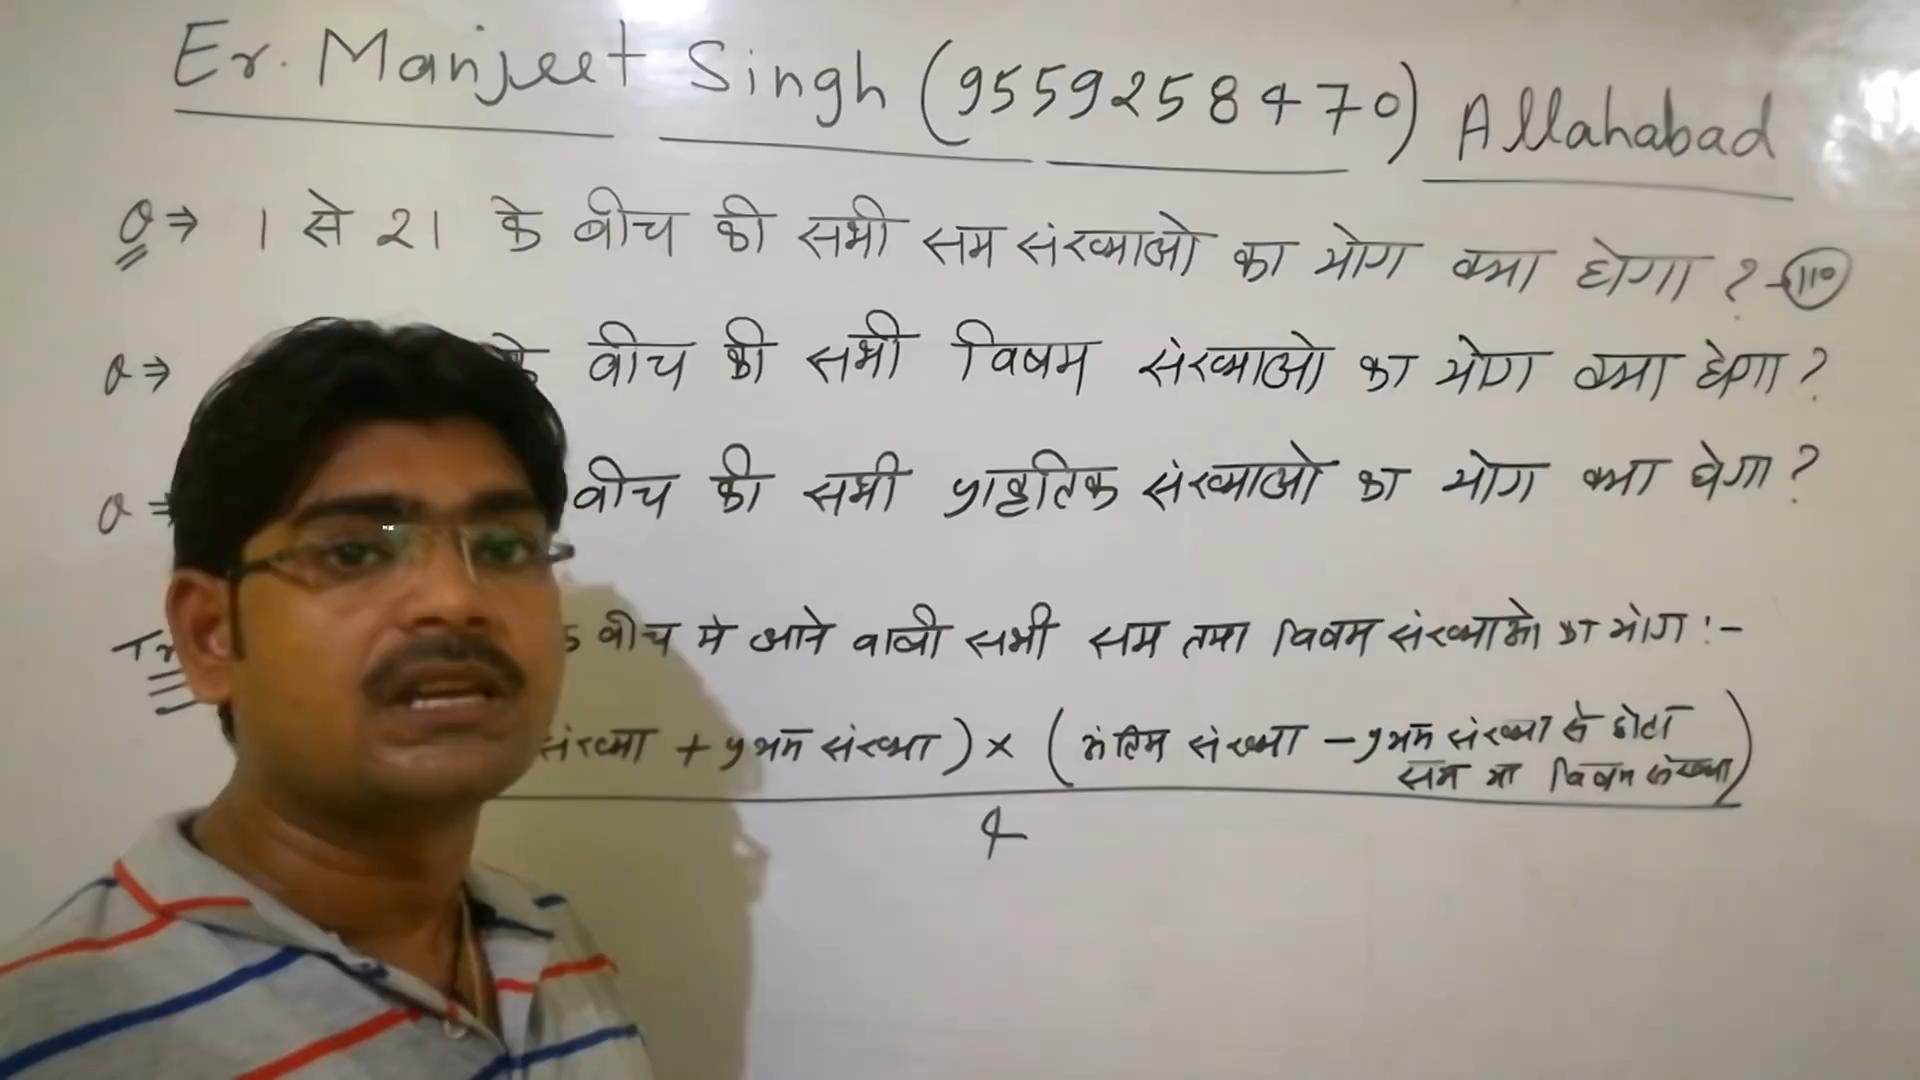 Er. Manjeet Singh (9559258470) Allahabad
Q ⇒ 1 से 21 के बीच की सभी सम संख्याओ का योग क्या होगा ? - 110
Q ⇒ के बीच की सभी विषम संख्याओ का योग क्या होगा ?
Q ⇒ बीच की सभी प्राकृतिक संख्याओ का योग क्या होगा ?
बीच मे आने वाली सभी सम तथा विषम संख्याओ का योग :-
संख्या + प्रथम संख्या ) × ( अंतिम संख्या - प्रथम संख्या से छोटा
सम या विषम संख्या )
4